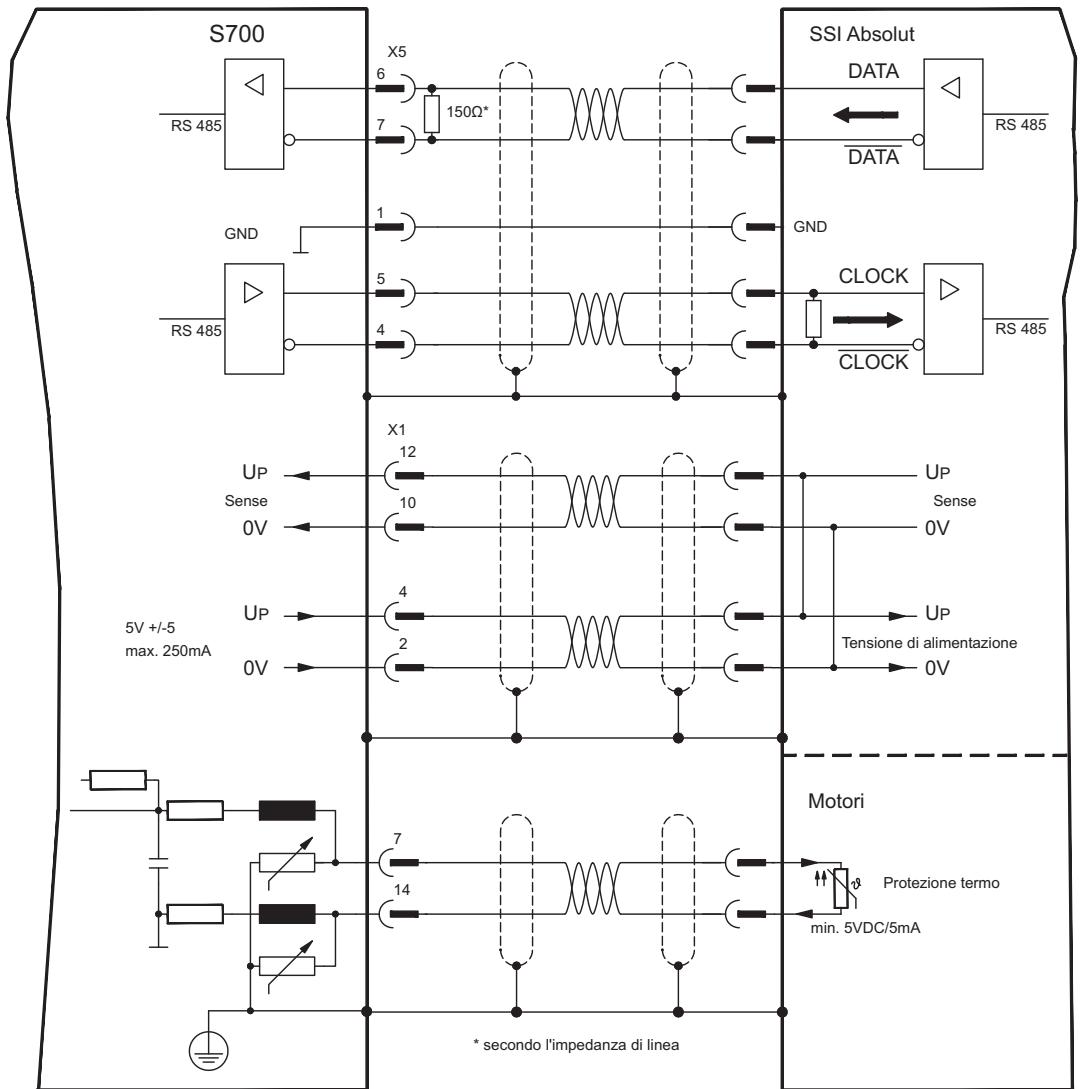 S700
SSI Absolut
X5
6
DATA
150Ω*
RS 485
7
RS 485
DATA
1
GND
GND
5
CLOCK
RS 485
4
RS 485
CLOCK
X1
12
UP
UP
Sense
10
Sense
0V
0V
4
UP
UP
5V +/-5
max. 250mA
2
Tensione di alimentazione
0V
0V
Motori
7
14
ϑ
Protezione termo
min. 5VDC/5mA
* secondo l'impedanza di linea